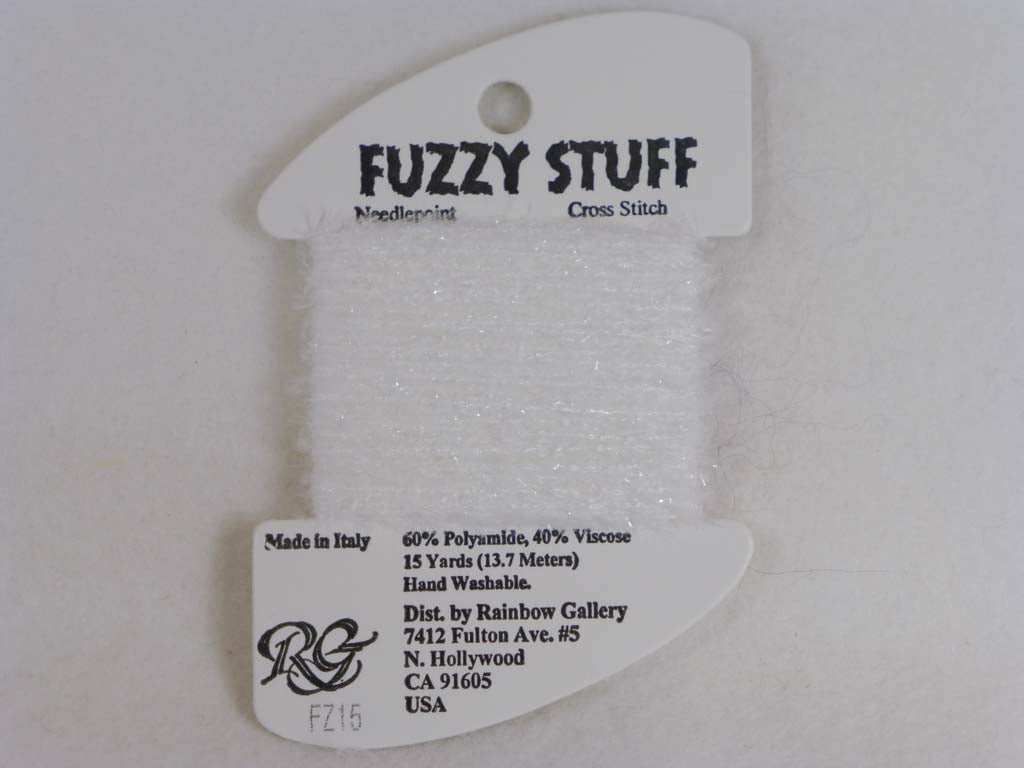 FUZZY STUFF
Needlepoint Cross Stitch
Made in Italy
60% Polyamide, 40% Viscose
15 Yards (13.7 Meters)
Hand Washable.
Dist. by Rainbow Gallery
7412 Fulton Ave. #5
N. Hollywood
CA 91605
USA
RG
FZ15